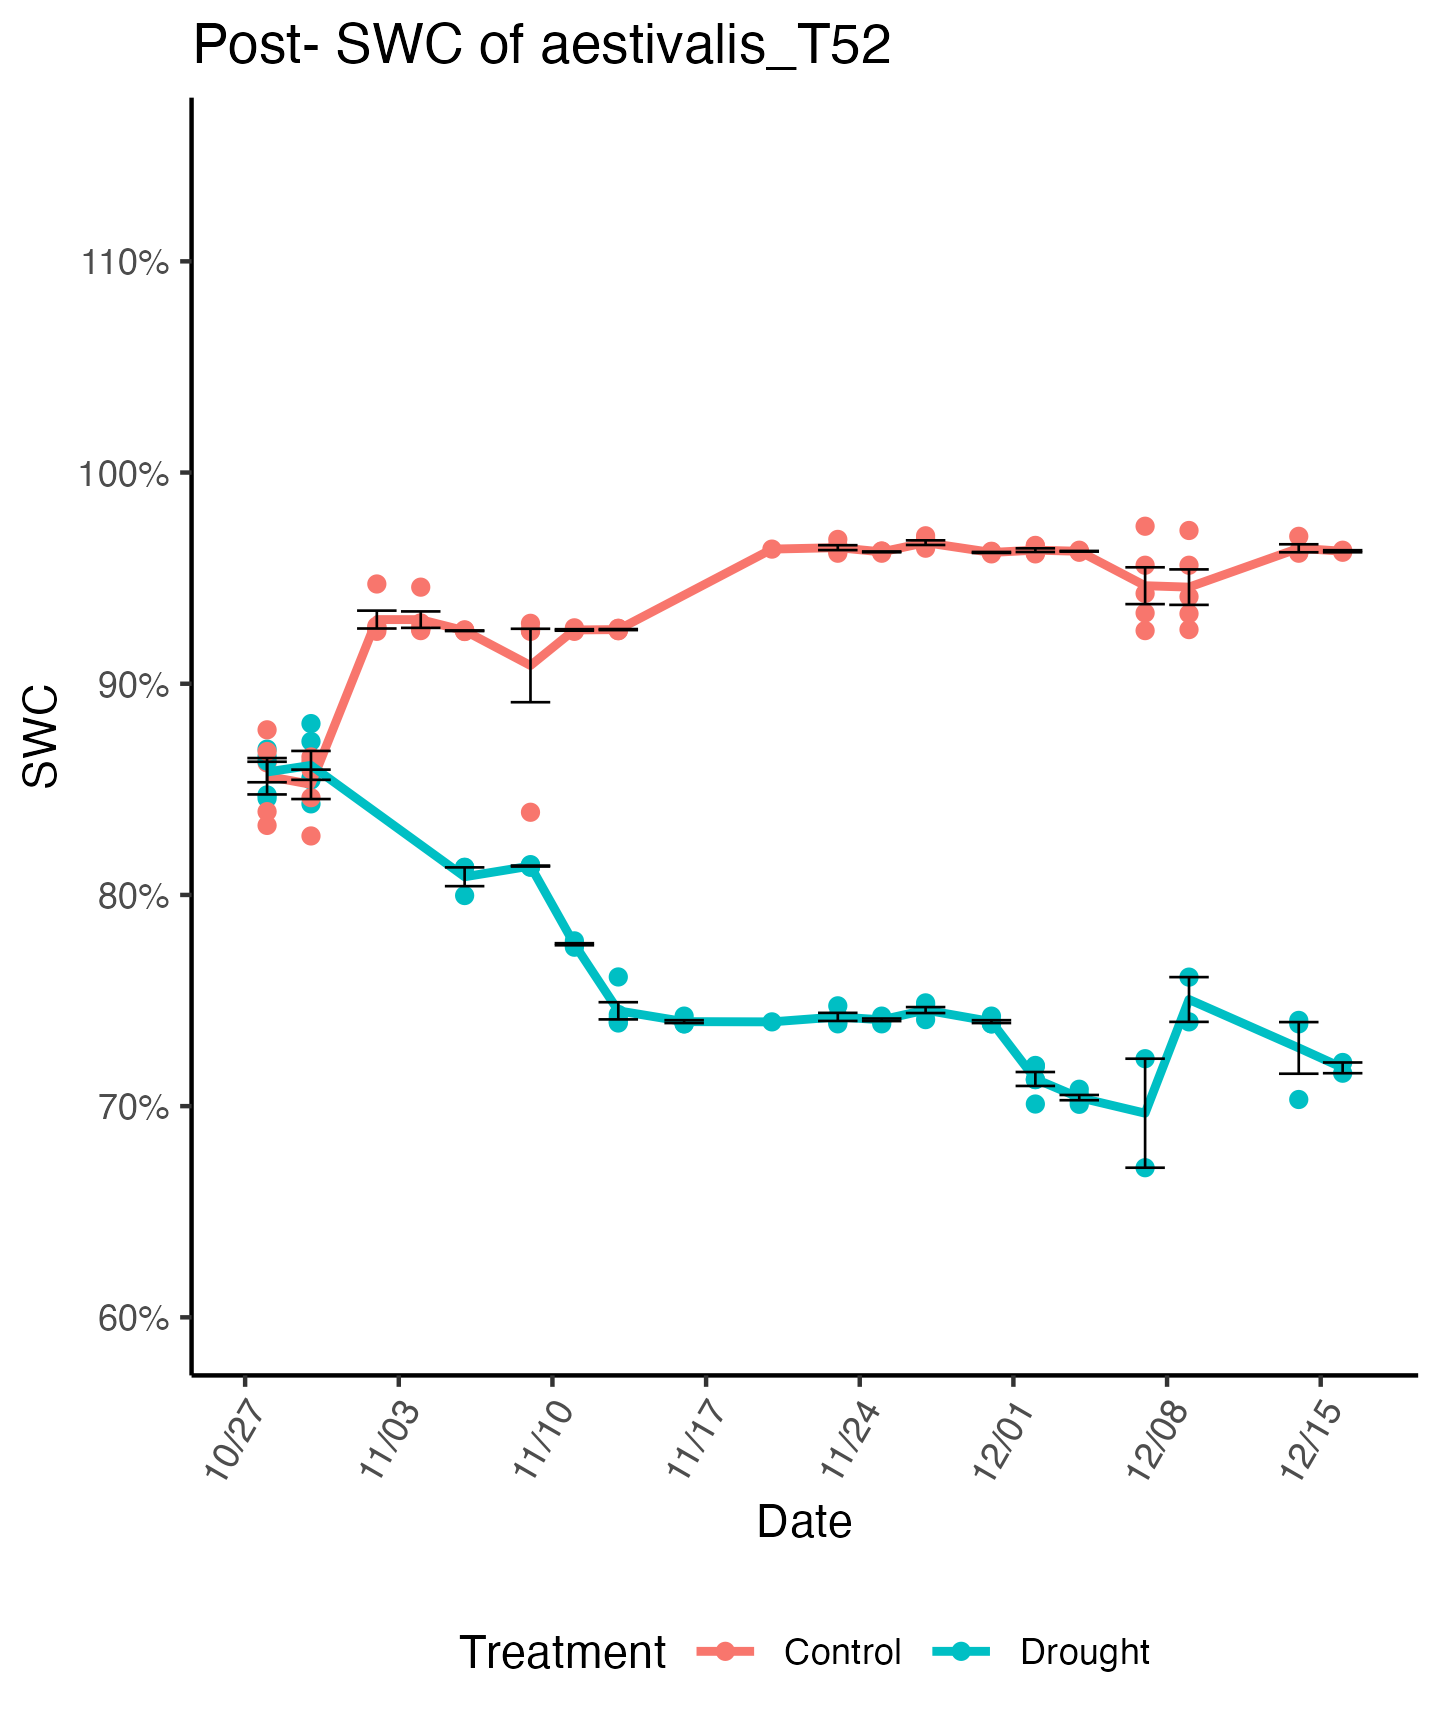 Post- SWC of aestivalis_T52
110%
100%
90%
80%
70%
60%
SWC
10/27 11/03 11/10 11/17 11/24 12/01 12/08 12/15
Date
Treatment Control Drought